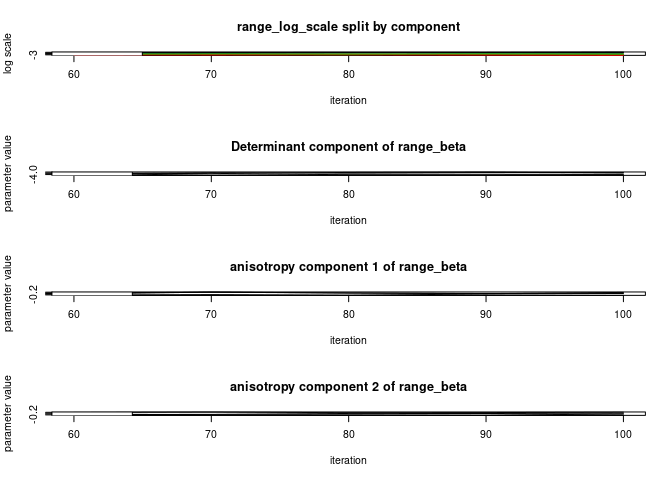 range_log_scale split by component
log scale
-3
60 70 80 90 100
iteration
Determinant component of range_beta
parameter value
-4.0
60 70 80 90 100
iteration
anisotropy component 1 of range_beta
parameter value
-0.2
60 70 80 90 100
iteration
anisotropy component 2 of range_beta
parameter value
-0.2
60 70 80 90 100
iteration